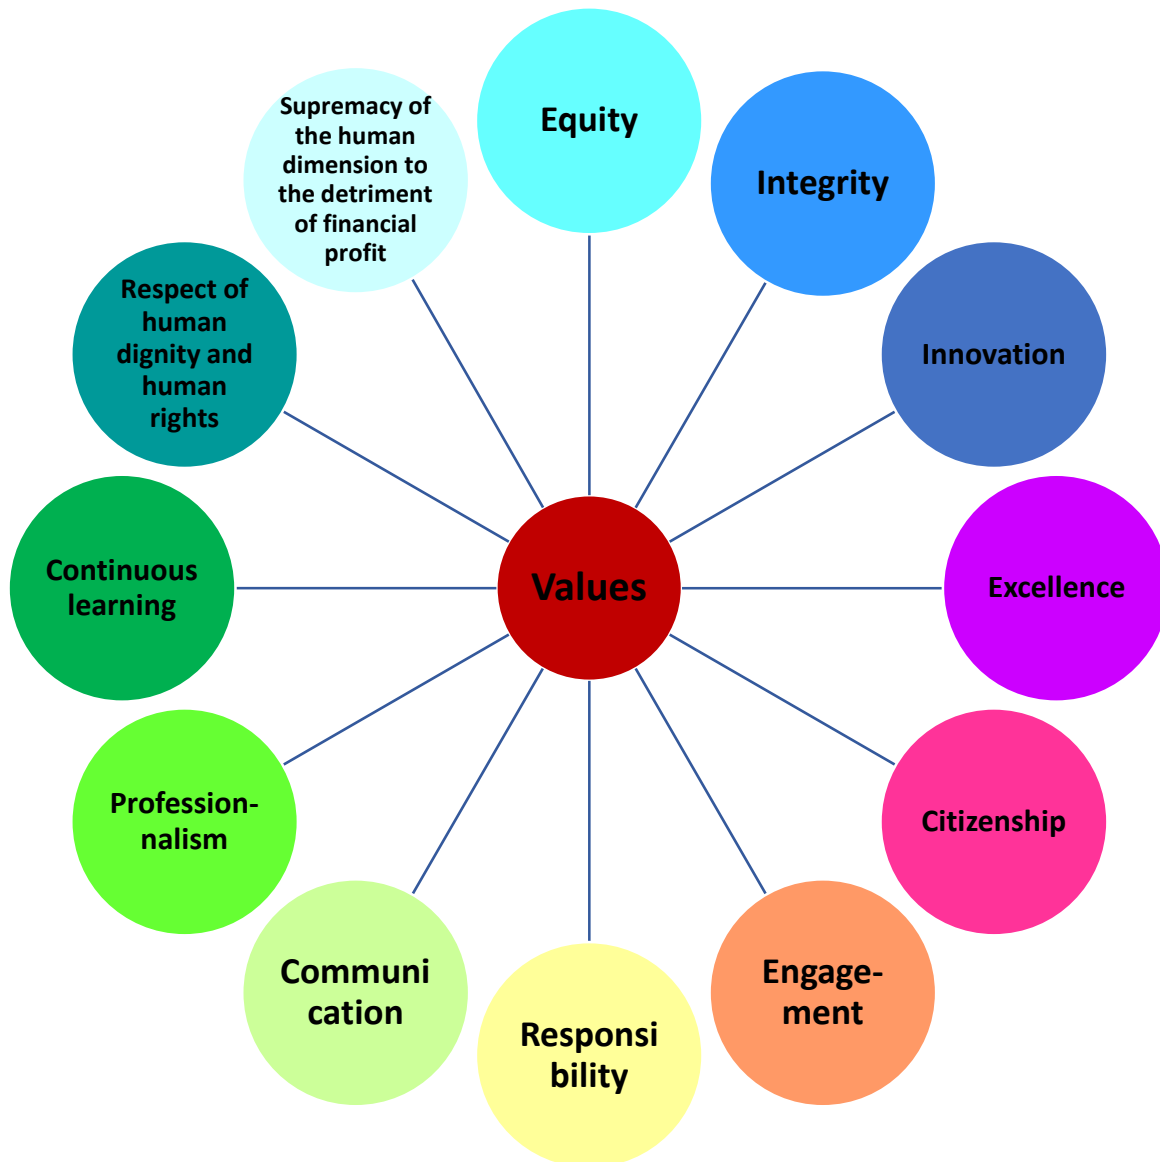 Equity
Integrity
Innovation
Excellence
Citizenship
Engage-
ment
Responsi
bility
Communi
cation
Profession-
nalism
Continuous
learning
Respect of
human
dignity and
human
rights
Supremacy of
the human
dimension to
the detriment
of financial
profit
Values